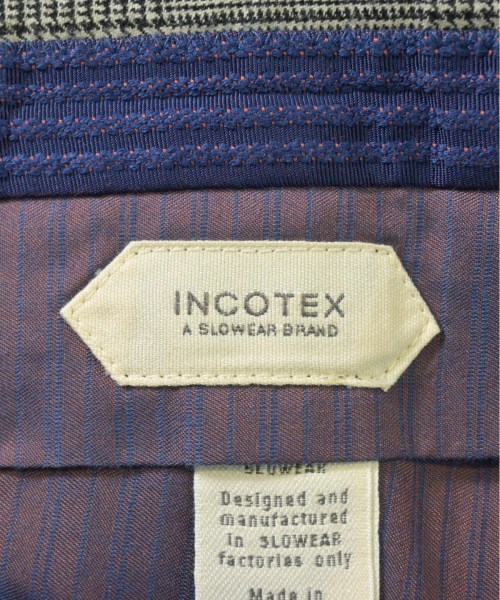 INCOTEX
A SLOWEAR BRAND
SLOWEAR
Designed and
manufactured
in SLOWEAR
factories only
Made in